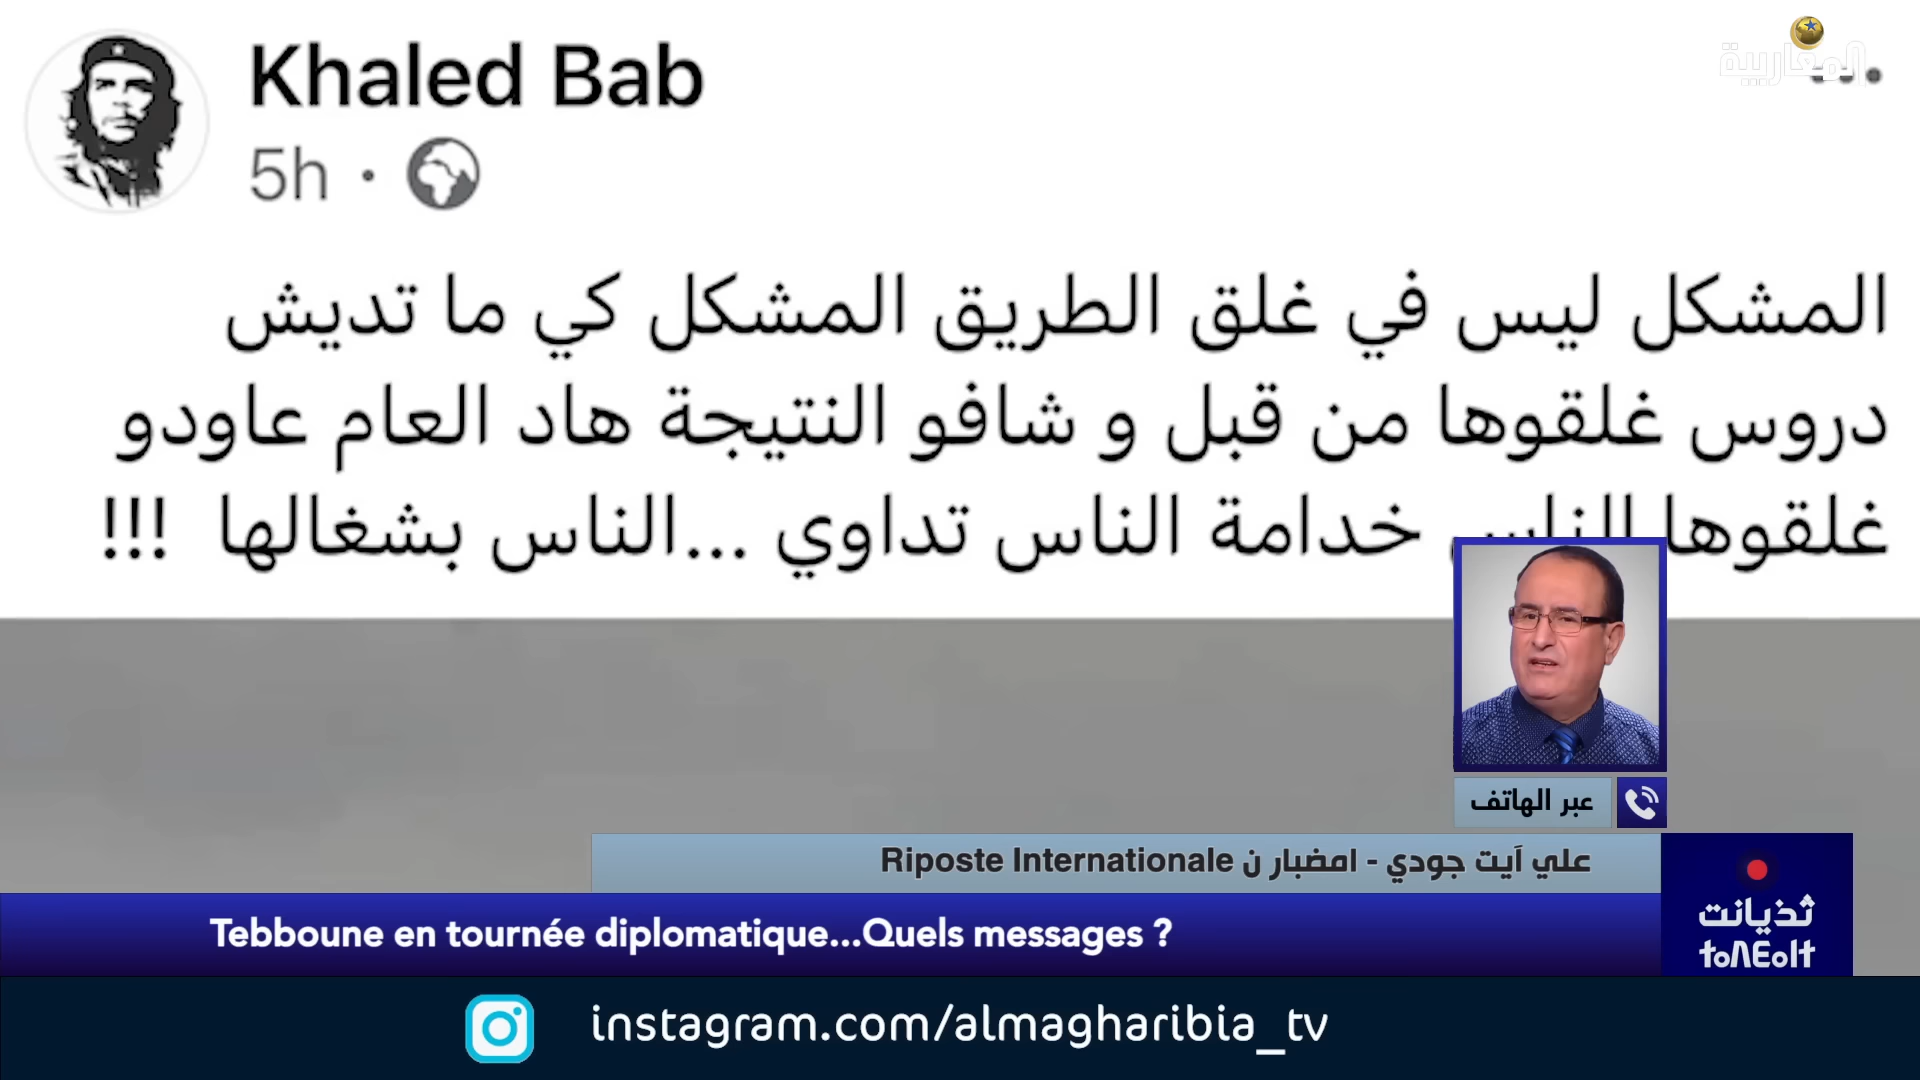 Khaled Bab
المغاربية
5h
المشكل ليس في غلق الطريق المشكل كي ما تديش
دروس غلقوها من قبل و شافو النتيجة هاد العام عاودو
غلقوها الناس خدامة الناس تداوي ...الناس بشغالها !!!
عبر الهاتف
علي آيت جودي - امضبار ن Riposte Internationale
Tebboune en tournée diplomatique...Quels messages ?
ثذيانت
instagram.com/almagharibia_tv